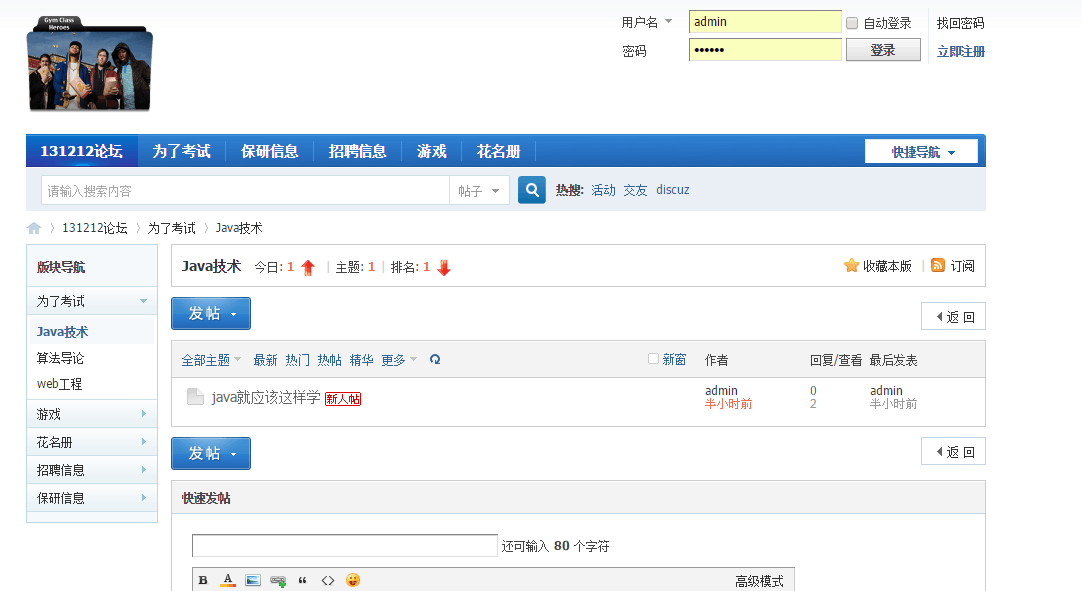 Gym Class
Heroes
用户名 admin 自动登录 找回密码
密码 •••••• 登录 立即注册
131212论坛 为了考试 保研信息 招聘信息 游戏 花名册 快捷导航
请输入搜索内容 帖子 热搜: 活动 交友 discuz
131212论坛 为了考试 Java技术
版块导航
为了考试
Java技术
算法导论
web工程
游戏
花名册
招聘信息
保研信息
Java技术 今日: 1 主题: 1 排名: 1 收藏本版 订阅
发帖 返 回
全部主题 最新 热门 热帖 精华 更多 新窗 作者 回复/查看 最后发表
java就应该这样学 新人帖 admin 0 admin
半小时前 2 半小时前
发帖 返 回
快速发帖
还可输入 80 个字符
B A “ <> 高级模式